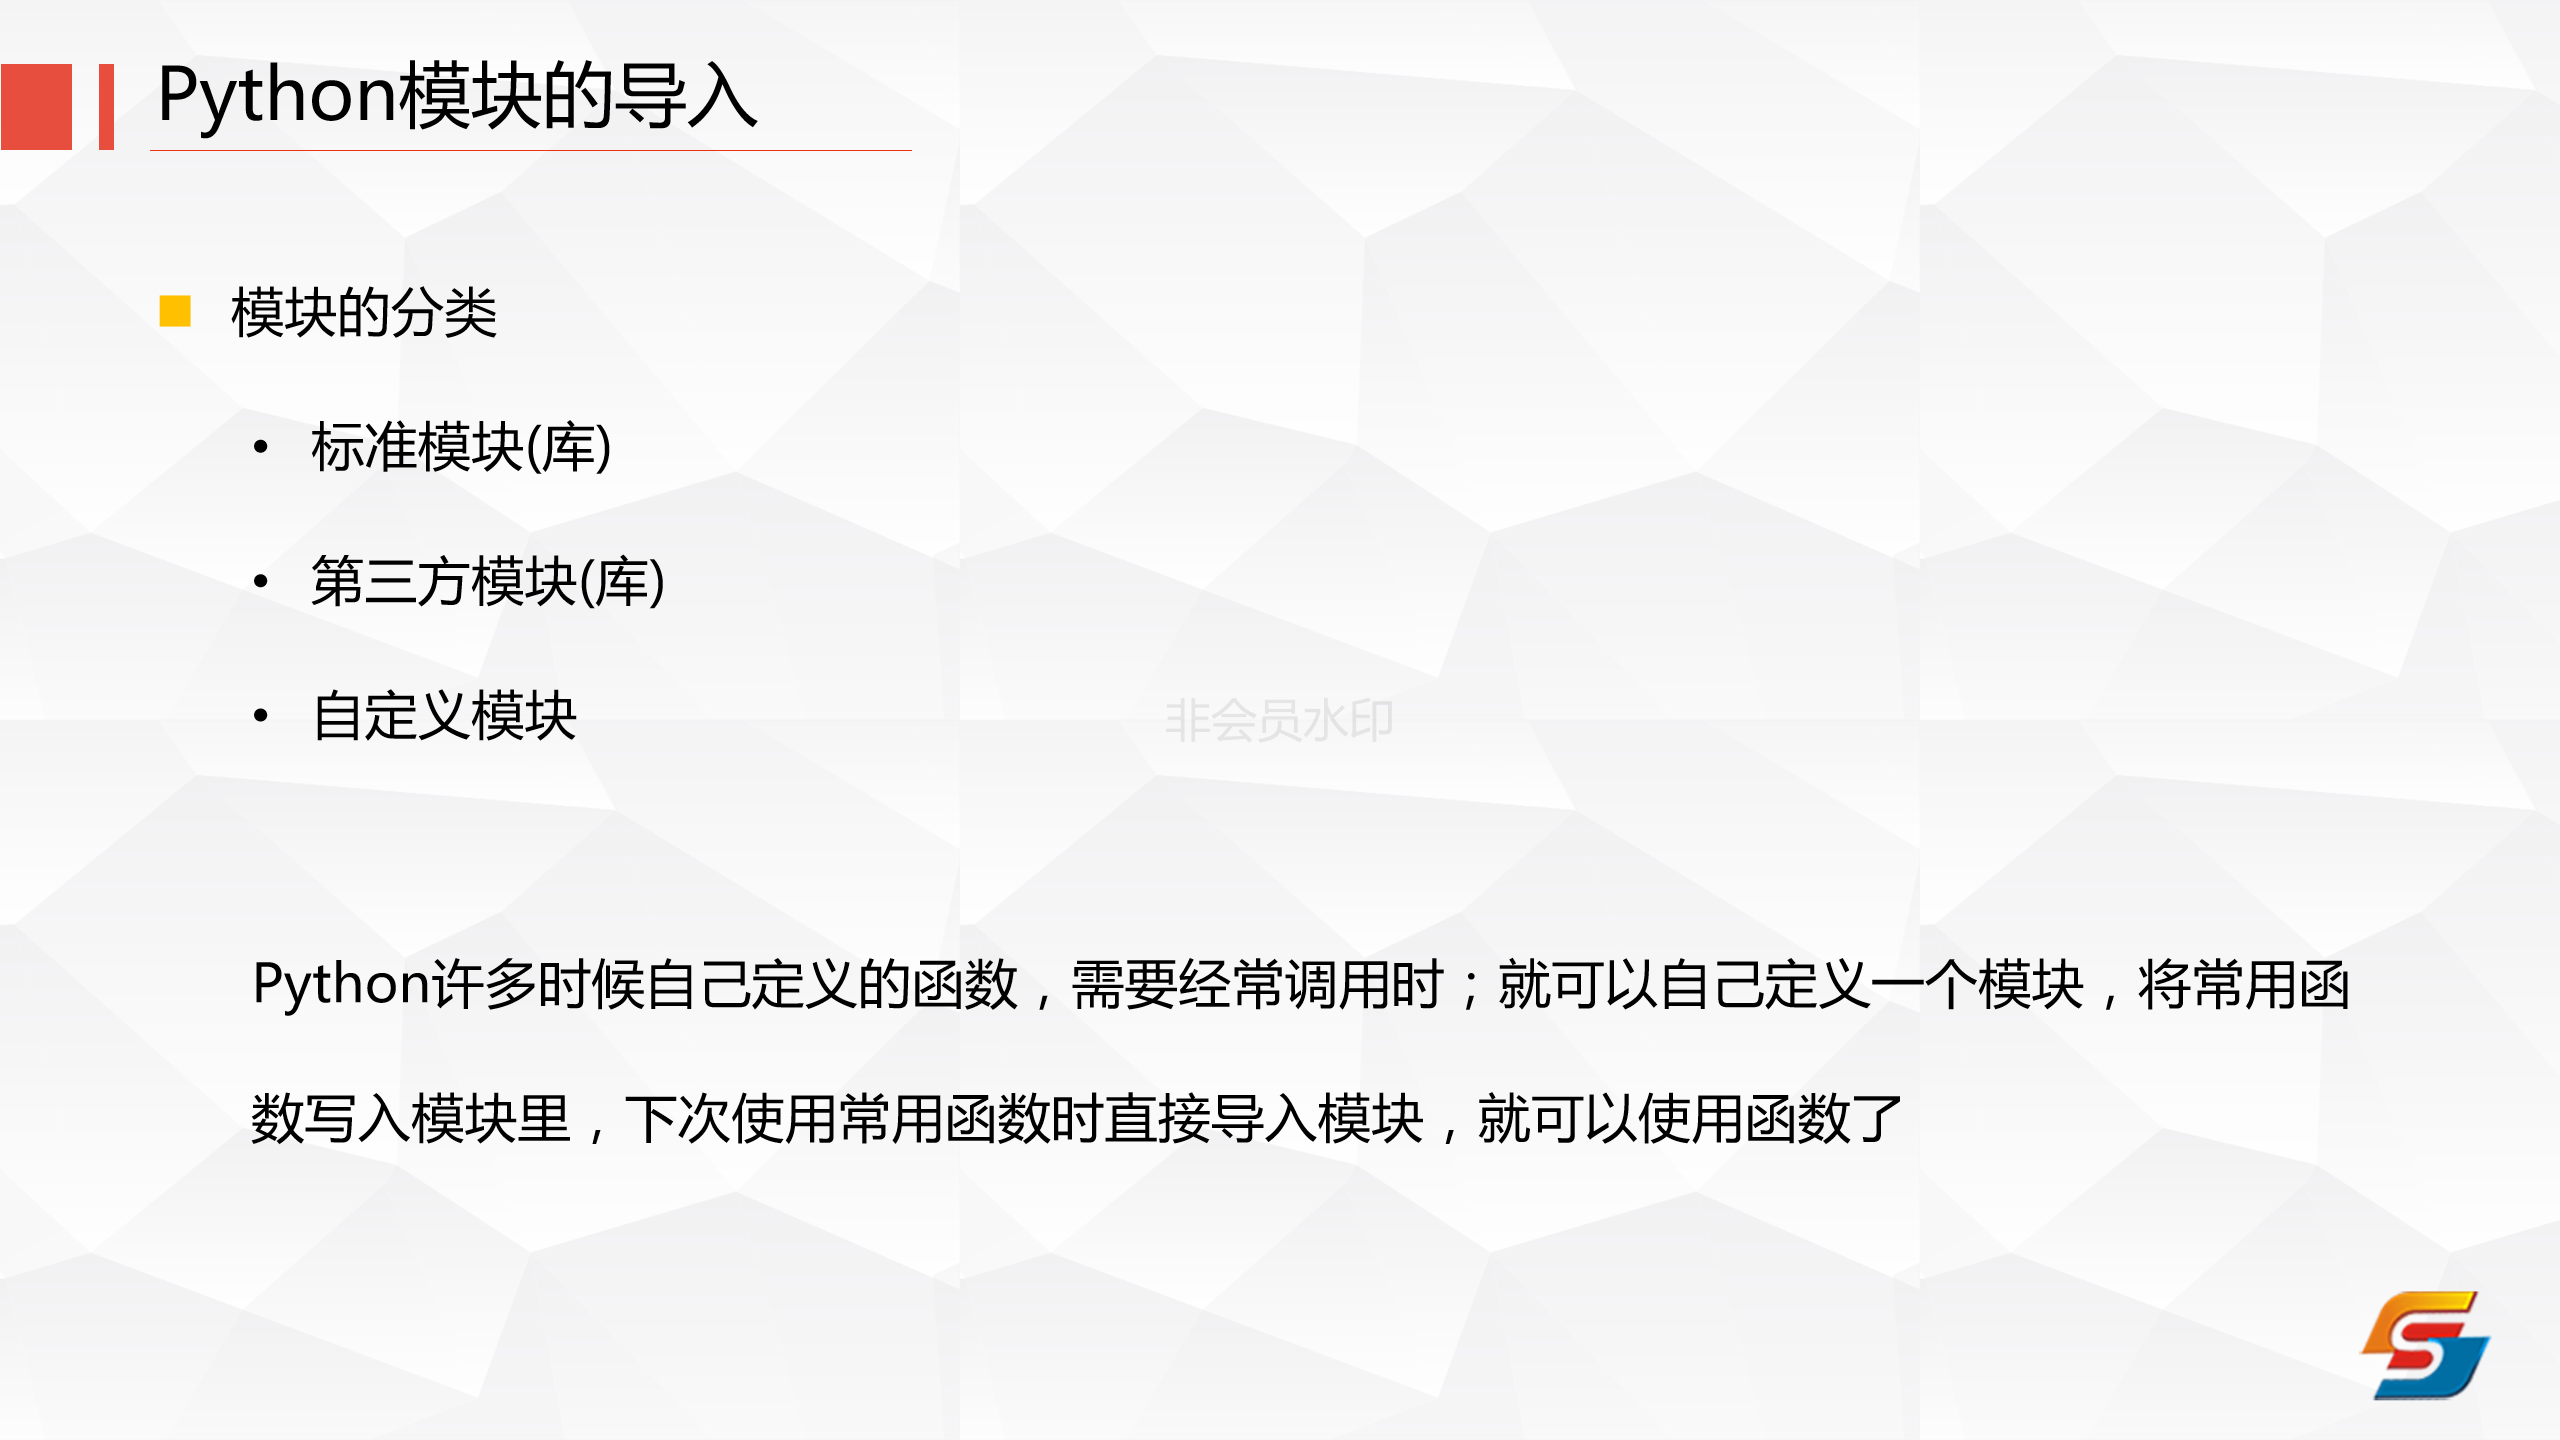 Python模块的导入
模块的分类
标准模块(库)
第三方模块(库)
自定义模块
非会员水印
Python许多时候自己定义的函数，需要经常调用时；就可以自己定义一个模块，将常用函
数写入模块里，下次使用常用函数时直接导入模块，就可以使用函数了